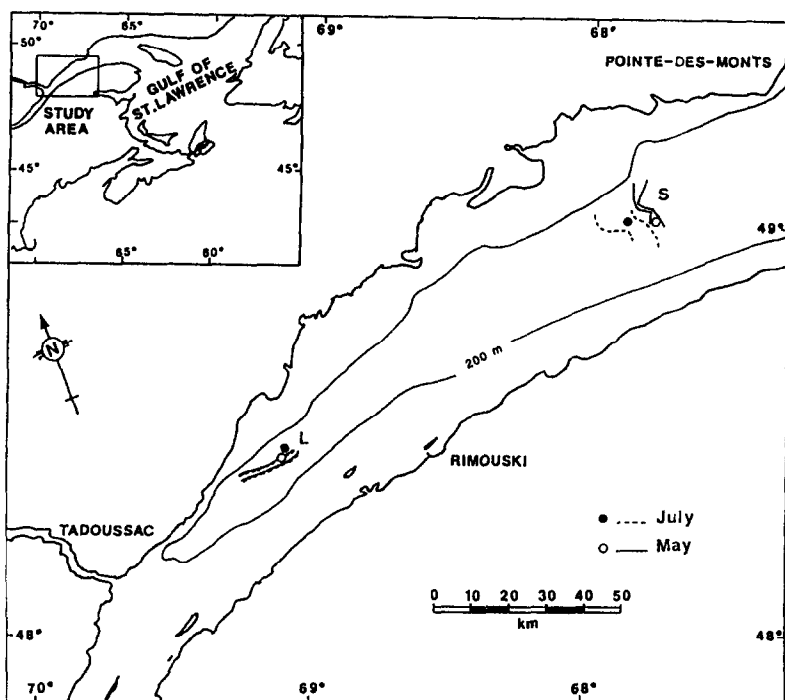 70° 65°
50°
GULF OF
ST. LAWRENCE
STUDY
AREA
45° 45°
65° 60°
69° 68°
POINTE-DES-MONTS
S
49°
200 m
N
L
RIMOUSKI
TADOUSSAC
July
May
0 10 20 30 40 50
km
48° 48°
70° 69° 68°